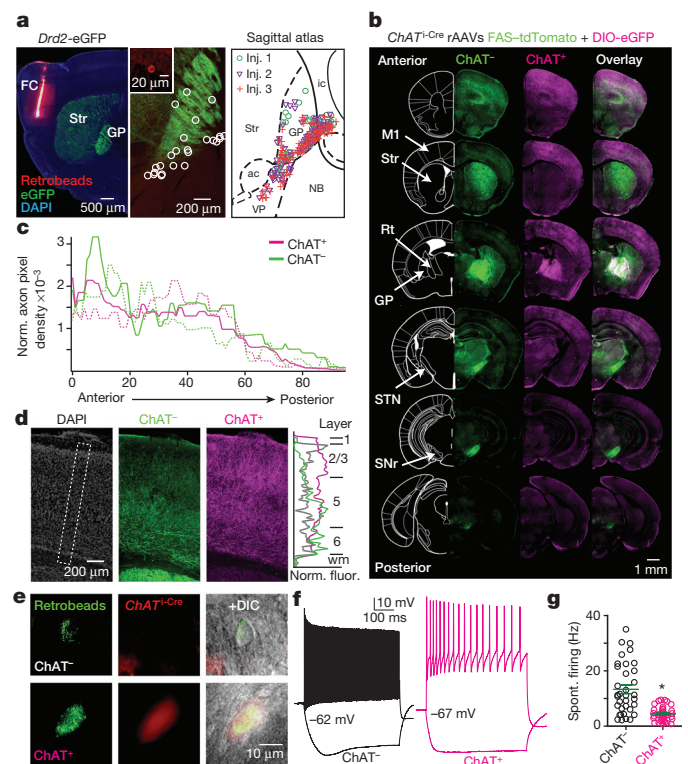 a
Drd2-eGFP
FC
Str
GP
Retrobeads
eGFP
DAPI
500 µm
20 µm
200 µm
Sagittal atlas
Inj. 1
Inj. 2
Inj. 3
ic
Str
GP
ac
NB
VP
b
ChAT^i-Cre rAAVs FAS–tdTomato + DIO-eGFP
Anterior
ChAT–
ChAT+
Overlay
M1
Str
Rt
GP
STN
SNr
Posterior
1 mm
c
Norm. axon pixel
density ×10–3
3
2
1
ChAT+
ChAT–
0
20
40
60
80
Anterior
Posterior
d
DAPI
ChAT–
ChAT+
Layer
1
2/3
5
6
wm
200 µm
Norm. fluor.
e
Retrobeads
ChAT^i-Cre
+DIC
ChAT–
ChAT+
10 µm
f
10 mV
100 ms
–62 mV
–67 mV
ChAT–
ChAT+
g
Spont. firing (Hz)
40
20
0
*
ChAT–
ChAT+